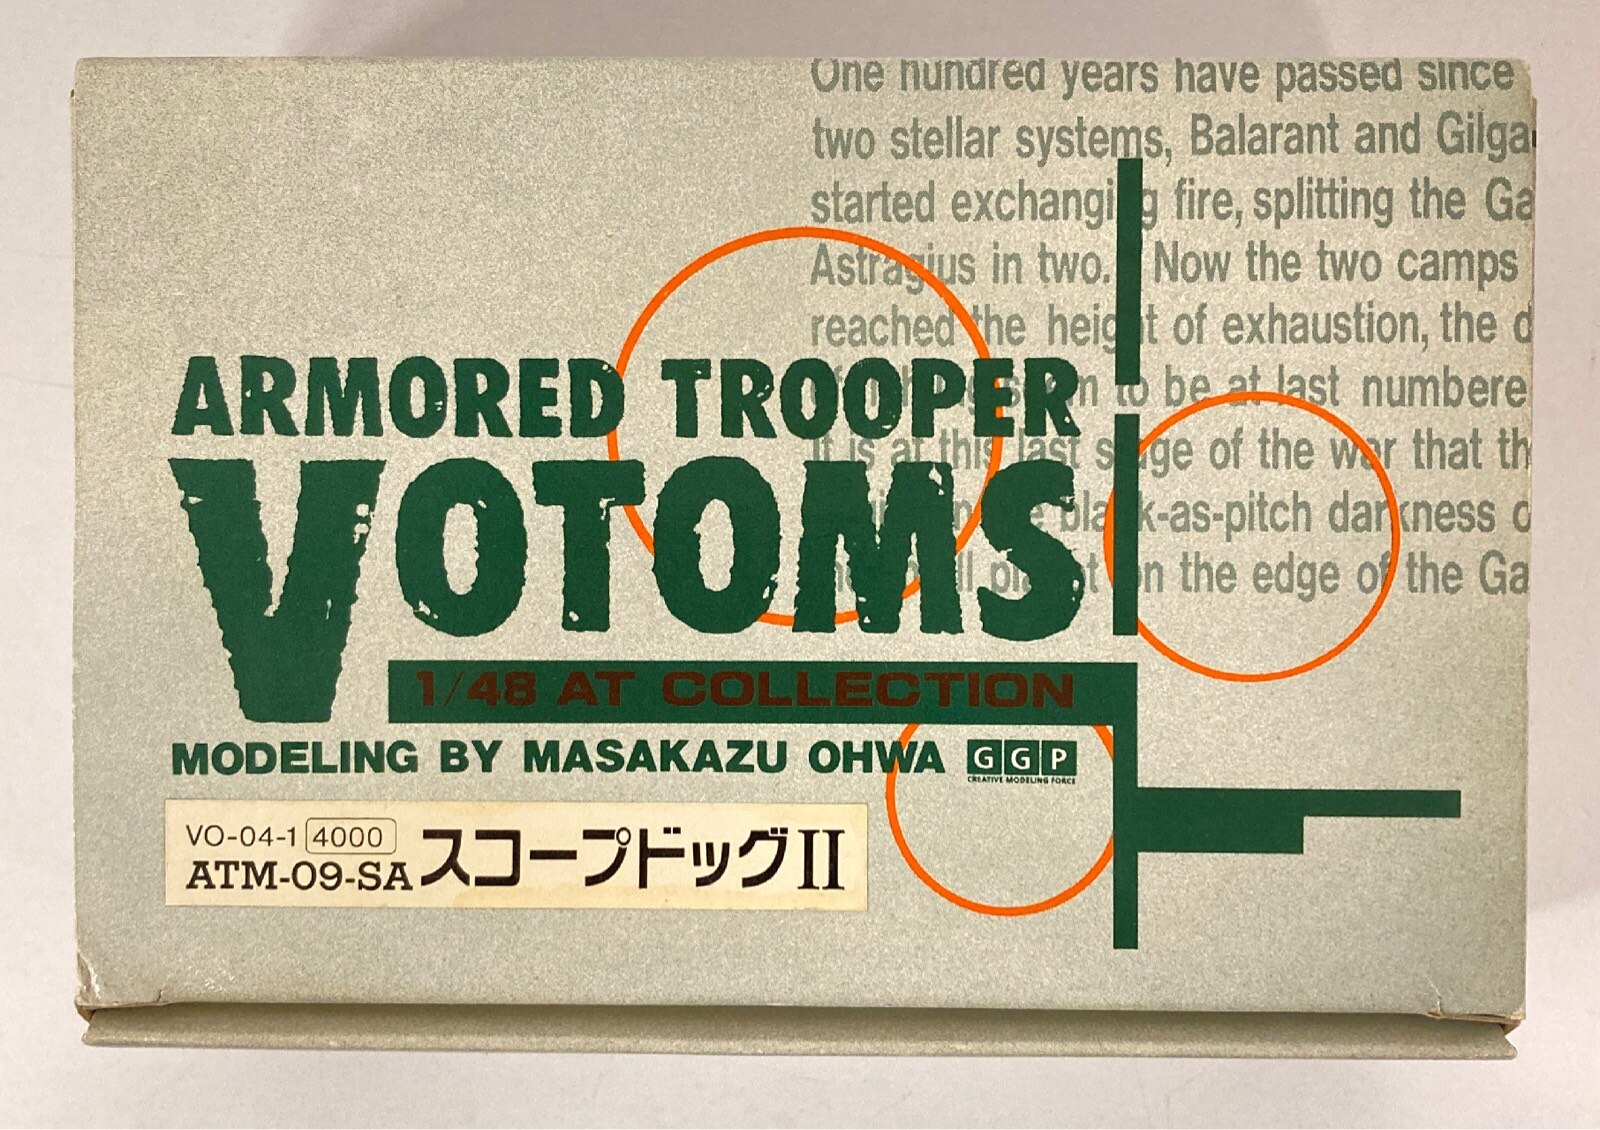 One hundred years have passed since
two stellar systems, Balarant and Gilga
started exchanging fire, splitting the Ga
Astragius in two. Now the two camps
reached the height of exhaustion, the
seem to be at last numbere
It is at this last stage of the war that th
black-as-pitch darkness
planet on the edge of the Ga
ARMORED TROOPER
VOTOMS
1/48 AT COLLECTION
MODELING BY MASAKAZU OHWA GGP
CREATIVE MODELING FORCE
VO-04-1 4000
ATM-09-SA スコープドッグII